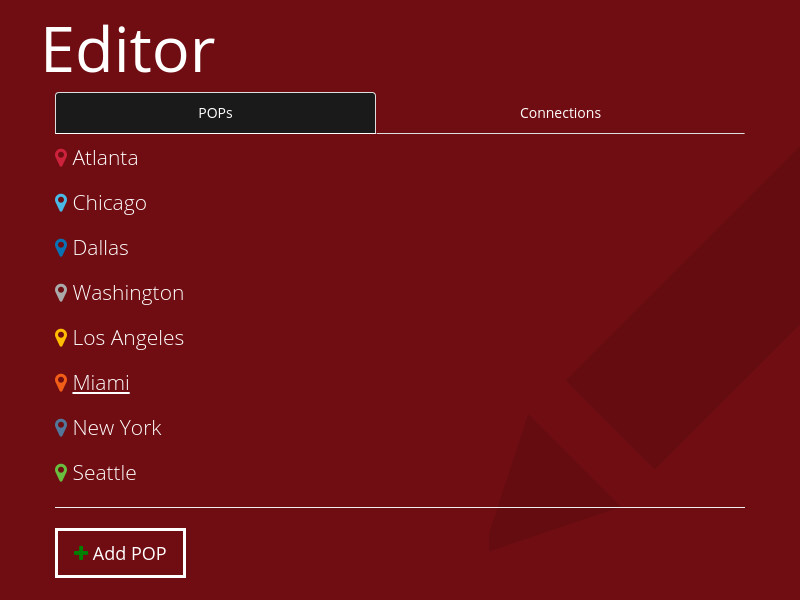 Editor
POPs
Connections
Atlanta
Chicago
Dallas
Washington
Los Angeles
Miami
New York
Seattle
Add POP